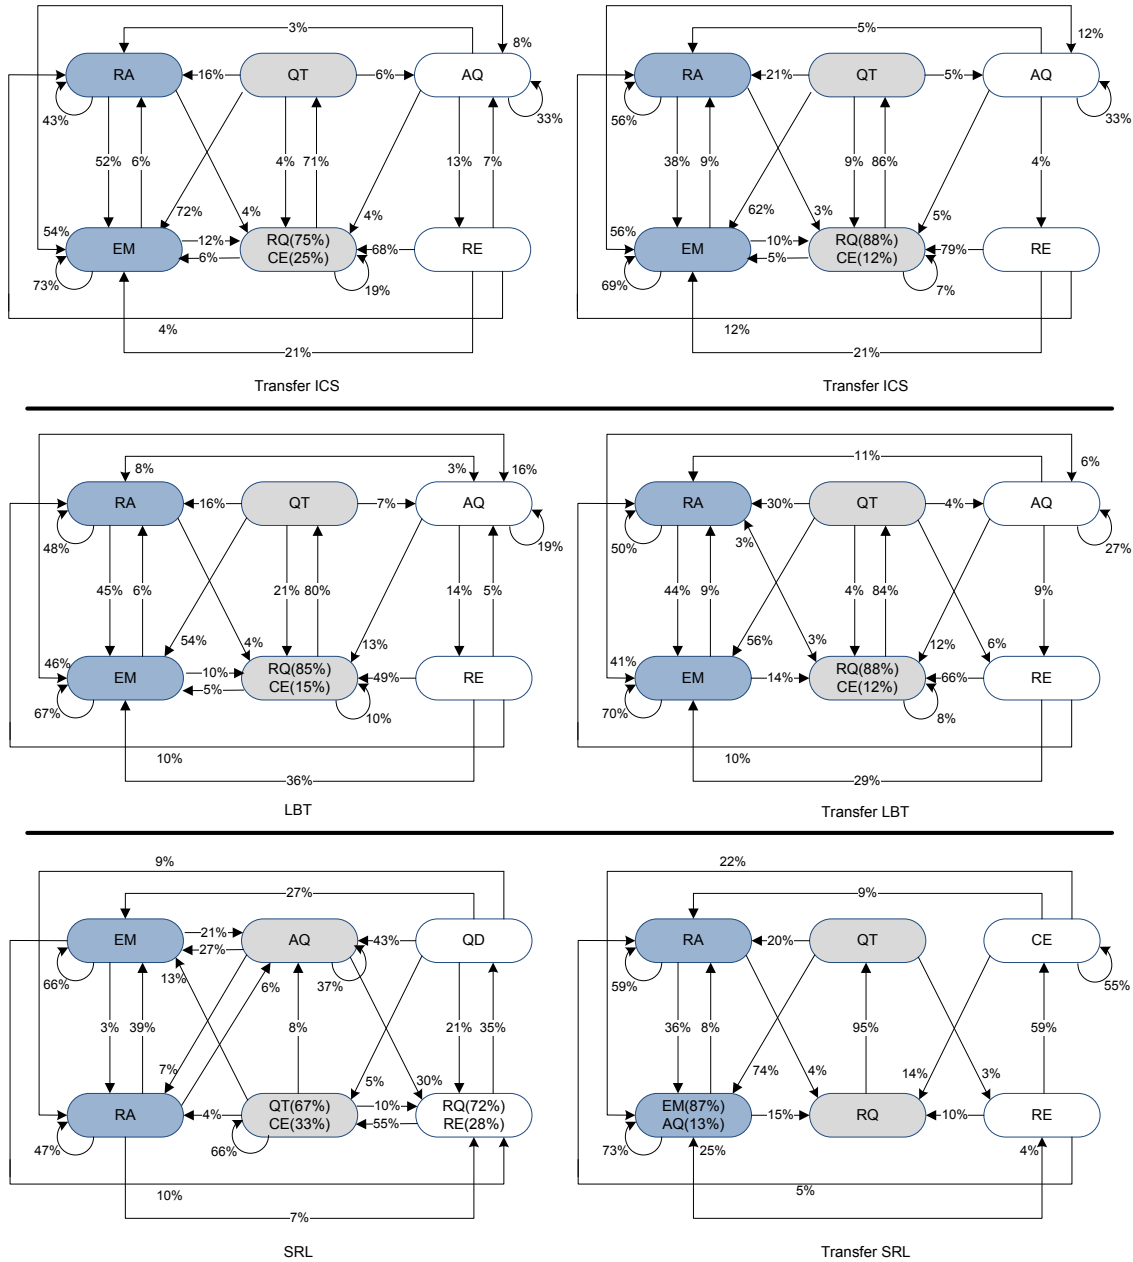 3%
5%
8%
12%
RA
16%
QT
6%
AQ
RA
21%
QT
5%
AQ
43%
33%
56%
33%
52%
6%
4%
71%
13%
7%
38%
9%
9%
86%
4%
72%
4%
4%
62%
3%
5%
54%
EM
12%
6%
RQ(75%)
CE(25%)
68%
RE
56%
EM
10%
5%
RQ(88%)
CE(12%)
79%
RE
73%
19%
69%
7%
4%
12%
21%
21%
Transfer ICS
Transfer ICS
8%
3%
16%
11%
6%
RA
16%
QT
7%
AQ
RA
30%
QT
4%
AQ
48%
19%
50%
3%
27%
45%
6%
21%
80%
14%
5%
44%
9%
4%
84%
9%
54%
4%
13%
56%
3%
12%
6%
46%
EM
10%
5%
RQ(85%)
CE(15%)
49%
RE
41%
EM
14%
RQ(88%)
CE(12%)
66%
RE
67%
10%
70%
8%
10%
10%
36%
29%
LBT
Transfer LBT
9%
22%
27%
9%
EM
21%
27%
AQ
43%
QD
RA
20%
QT
CE
66%
13%
6%
37%
59%
55%
3%
39%
8%
21%
35%
36%
8%
95%
59%
7%
5%
30%
74%
4%
14%
3%
RA
4%
QT(67%)
CE(33%)
10%
55%
RQ(72%)
RE(28%)
EM(87%)
AQ(13%)
15%
RQ
10%
RE
47%
66%
73%
25%
4%
10%
5%
7%
SRL
Transfer SRL